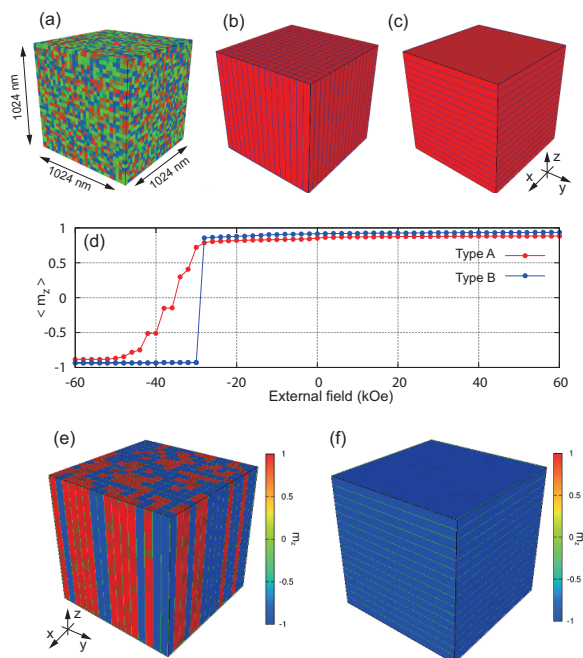 (a)
(b)
(c)
1024 nm
1024 nm
1024 nm
z
x
y
(d)
1
0.5
0
-0.5
-1
< m_z >
Type A
Type B
-60
-40
-20
0
20
40
60
External field (kOe)
(e)
(f)
1
0.5
0
-0.5
-1
m_z
1
0.5
0
-0.5
-1
m_z
z
x
y